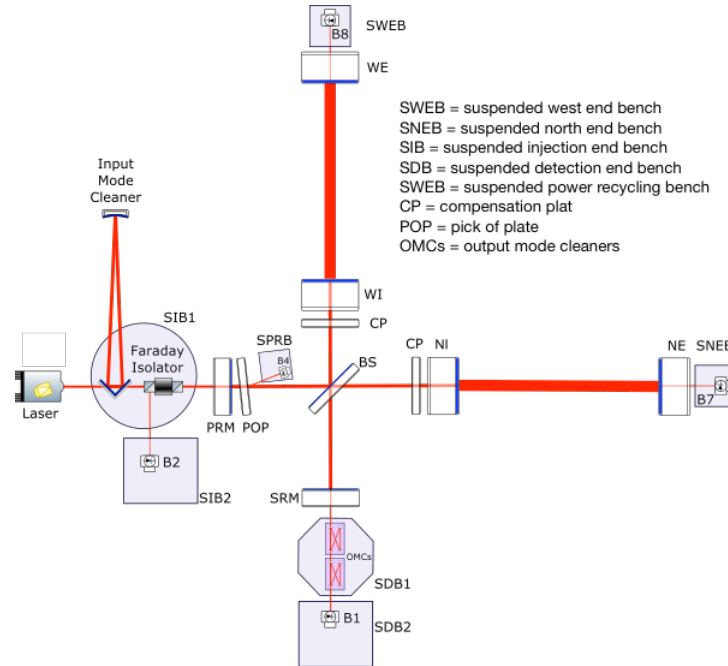 B8
SWEB
WE
SWEB = suspended west end bench
SNEB = suspended north end bench
SIB = suspended injection end bench
SDB = suspended detection end bench
SWEB = suspended power recycling bench
CP = compensation plat
POP = pick of plate
OMCs = output mode cleaners
Input
Mode
Cleaner
WI
CP
SIB1
SPRB
B4
BS
CP
NI
NE
SNEB
Faraday
Isolator
B7
Laser
PRM
POP
B2
SIB2
SRM
OMCs
SDB1
B1
SDB2